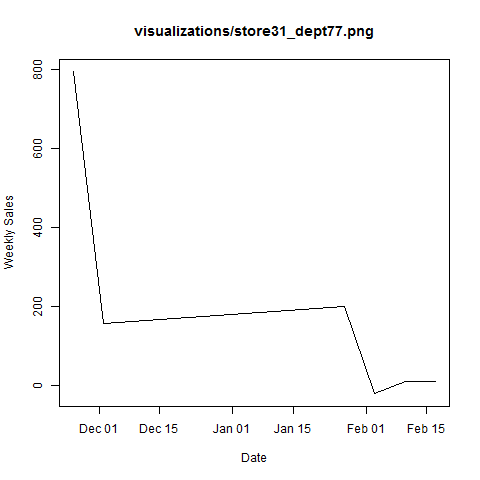 visualizations/store31_dept77.png
800
600
400
200
0
Weekly Sales
Dec 01 Dec 15 Jan 01 Jan 15 Feb 01 Feb 15
Date